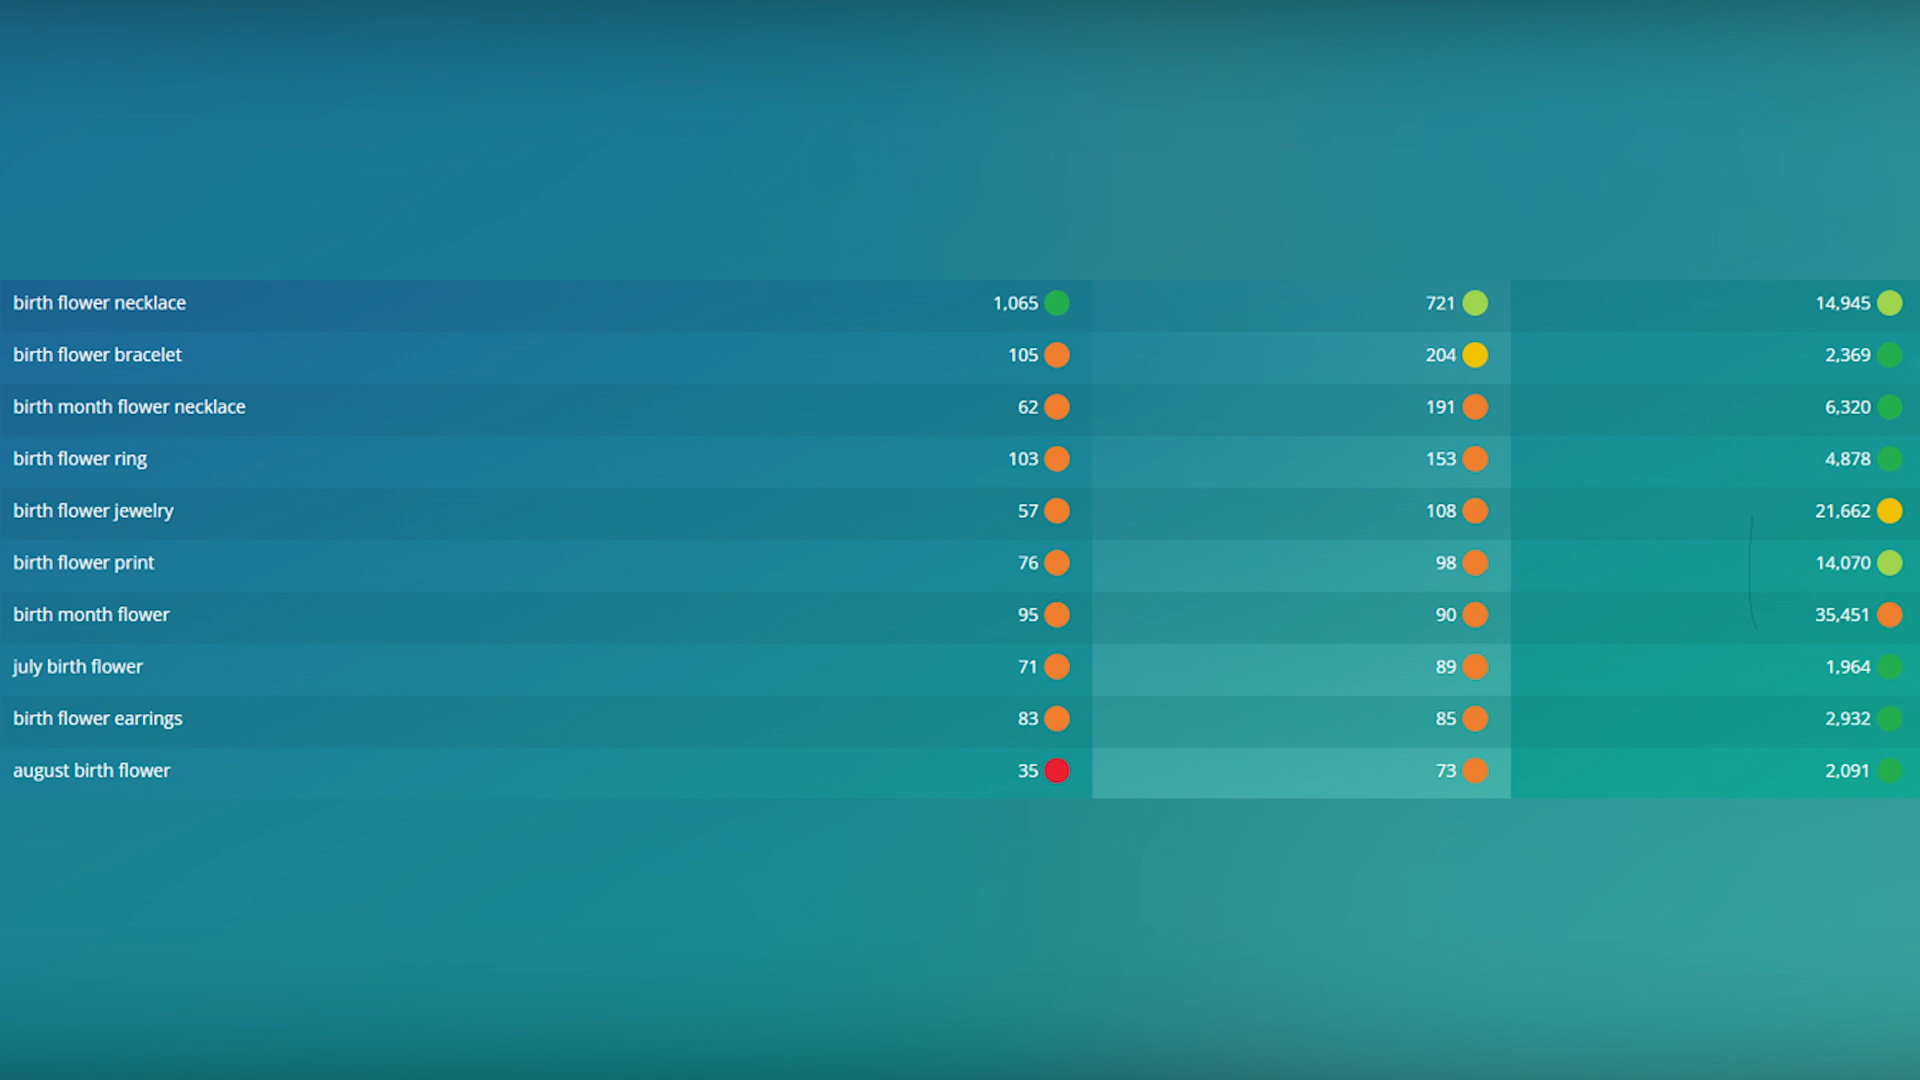 birth flower necklace 1,065 721 14,945
birth flower bracelet 105 204 2,369
birth month flower necklace 62 191 6,320
birth flower ring 103 153 4,878
birth flower jewelry 57 108 21,662
birth flower print 76 98 14,070
birth month flower 95 90 35,451
july birth flower 71 89 1,964
birth flower earrings 83 85 2,932
august birth flower 35 73 2,091